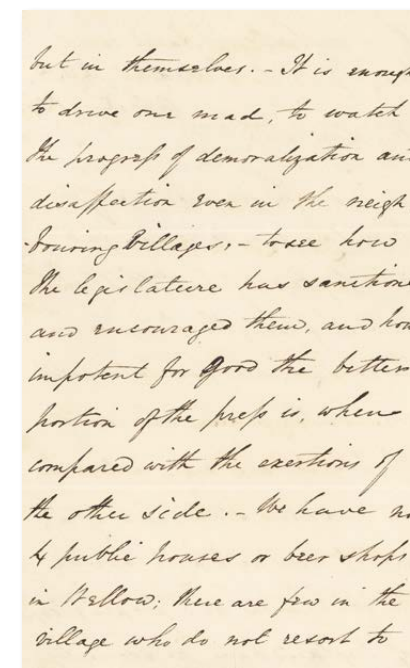 but in themselves. - It is enough
to drive one mad, to watch
the progress of demoralization and
disaffection even in the neigh
-bouring Villages, - to see how
the legislature has sanctione
and encouraged them, and how
impotent for Good the better
portion of the press is, when
compared with the exertions of
the other side. - We have no
4 public houses or beer shops
in Wellow; there are few in the
village who do not resort to